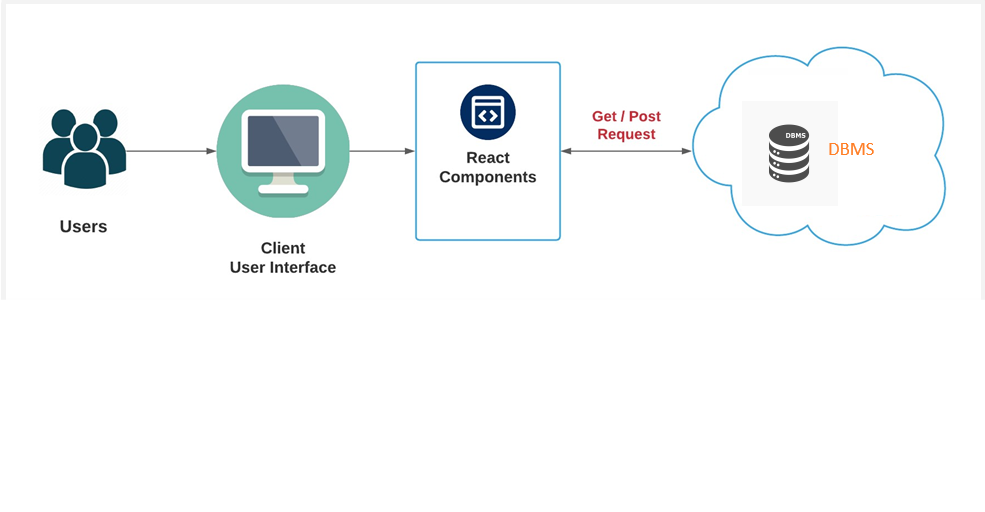 Users
Client
User Interface
React
Components
Get / Post
Request
DBMS
DBMS